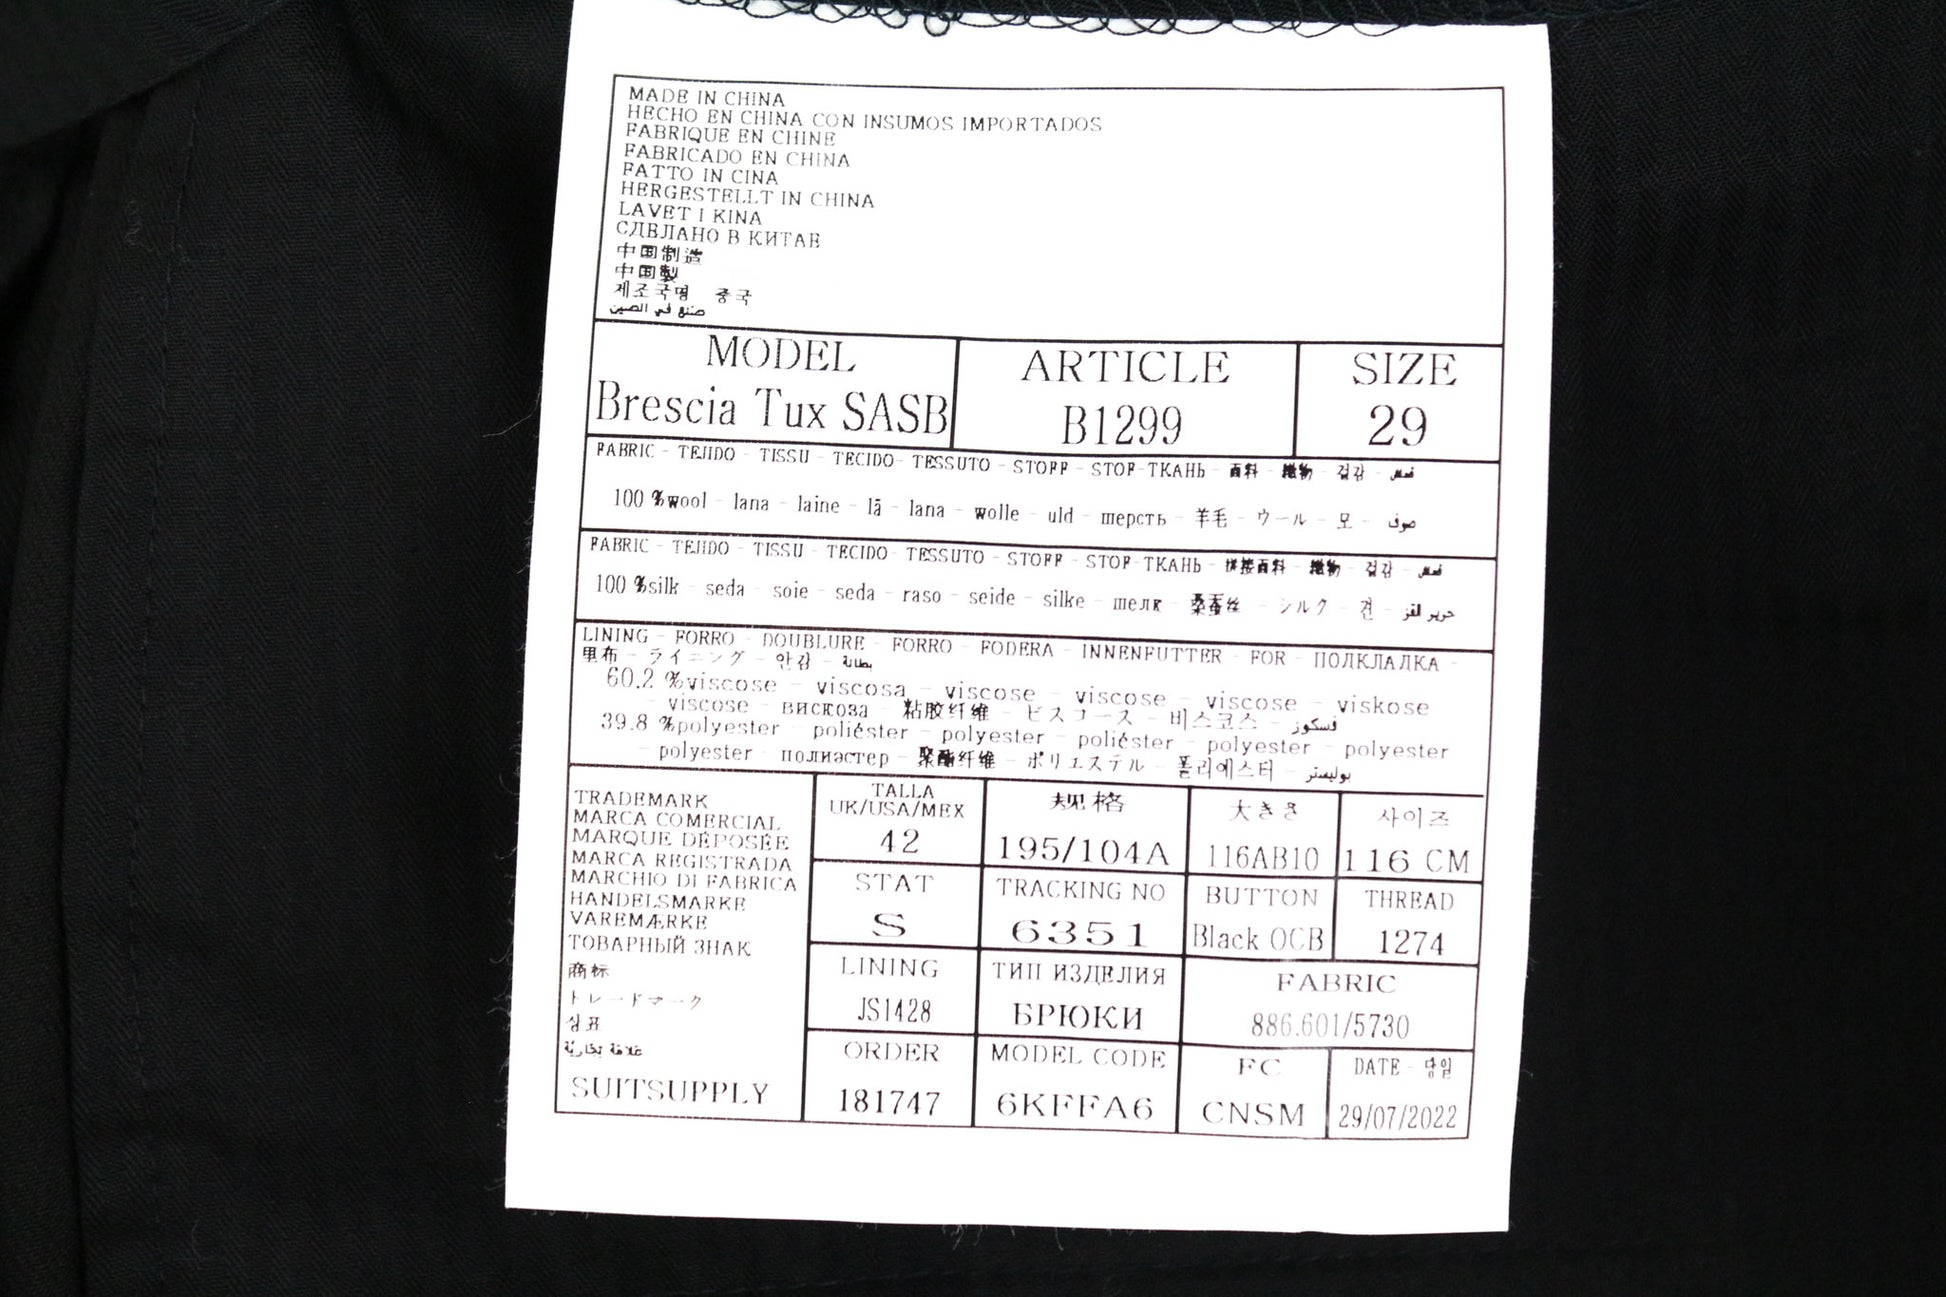 MADE IN CHINA
HECHO EN CHINA CON INSUMOS IMPORTADOS
FABRIQUE EN CHINE
FABRICADO EN CHINA
FATTO IN CINA
HERGESTELLT IN CHINA
LAVET I KINA
СДЕЛАНО В КИТАЕ
中国制造
中国製
제조국명 중국
صنع في الصين
MODEL
Brescia Tux SASB
ARTICLE
B1299
SIZE
29
FABRIC - TEJIDO - TISSU - TECIDO- TESSUTO - STOFF - STOF-ТКАНЬ - 面料 - 織物 - 겉감 - قماش
100 %wool - lana - laine - lã - lana - wolle - uld - шерсть - 羊毛 - ウール - 모 - صوف
FABRIC - TEJIDO - TISSU - TECIDO- TESSUTO - STOFF - STOF-ТКАНЬ - 拼接面料 - 織物 - 겉감 - قماش
100 %silk - seda - soie - seda - raso - seide - silke - шелк - 桑蚕丝 - シルク - 견 - حرير لقز
LINING - FORRO - DOUBLURE - FORRO - FODERA - INNENFUTTER - FOR - ПОДКЛАДКА -
里布 - ライニング - 안감 - بطانة
60.2 %viscose - viscosa - viscose - viscose - viscose - viskose
- viscose - вискоза - 粘胶纤维 - ビスコース - 비스코스 - فسكوز
39.8 %polyester - poliéster - polyester - poliéster - polyester - polyester
- polyester - полиэстер - 聚酯纤维 - ポリエステル - 폴리에스터 - بوليستر
TRADEMARK
MARCA COMERCIAL
MARQUE DÉPOSÉE
MARCA REGISTRADA
MARCHIO DI FABRICA
HANDELSMARKE
VAREMÆRKE
ТОВАРНЫЙ ЗНАК
商标
トレードマーク
상표
علامة تجارية
SUITSUPPLY
TALLA
UK/USA/MEX
42
规格
195/104A
大きさ
116AB10
사이즈
116 CM
STAT
S
TRACKING NO
6351
BUTTON
Black OCB
THREAD
1274
LINING
JS1428
ТИП ИЗДЕЛИЯ
БРЮКИ
FABRIC
886.601/5730
ORDER
181747
MODEL CODE
6KFFA6
FC
CNSM
DATE -
29/07/2022